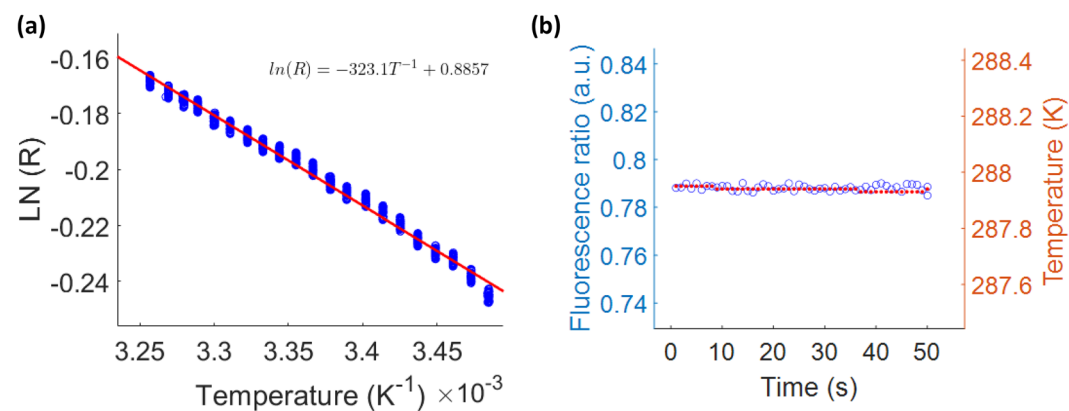 (a)
-0.16
-0.18
-0.2
-0.22
-0.24
LN (R)
ln(R) = −323.1T⁻¹ + 0.8857
3.25 3.3 3.35 3.4 3.45
Temperature (K⁻¹) ×10⁻³
(b)
0.84
0.82
0.8
0.78
0.76
0.74
Fluorescence ratio (a.u.)
288.4
288.2
288
287.8
287.6
Temperature (K)
0 10 20 30 40 50
Time (s)